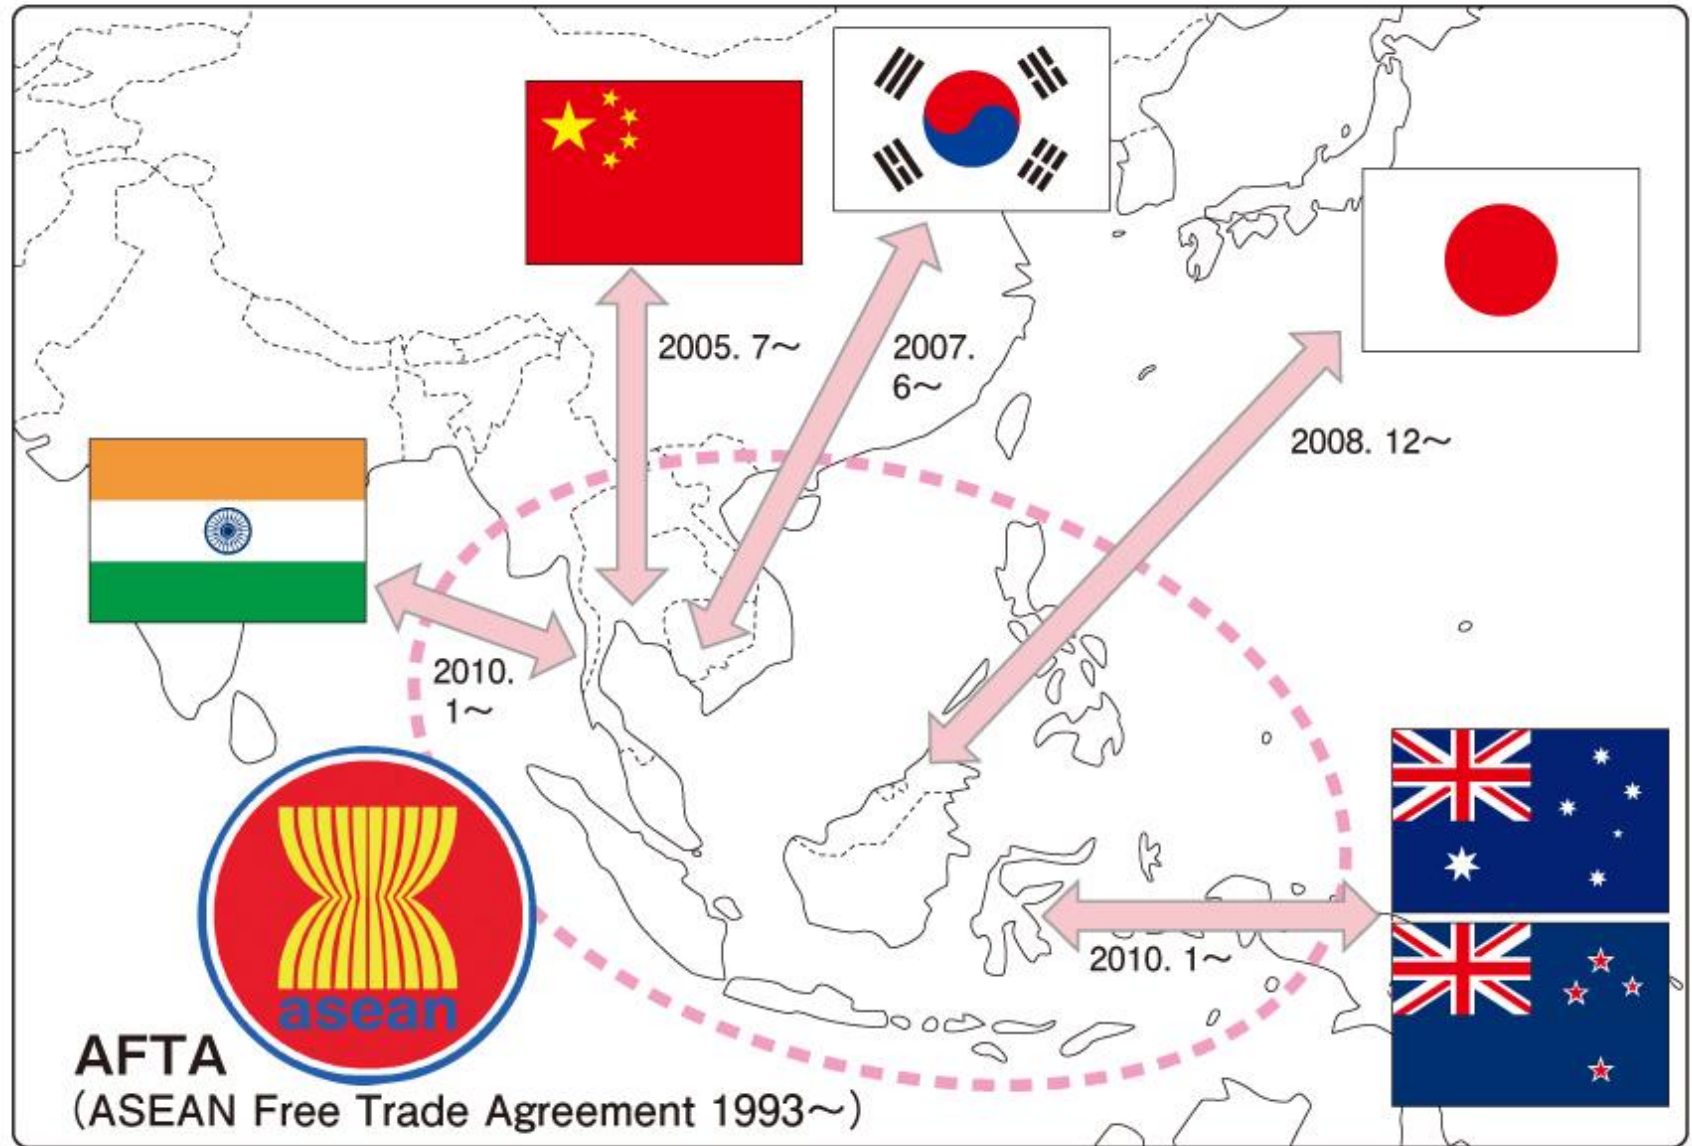 2005. 7～
2007.
6～
2008. 12～
2010.
1～
2010. 1～
asean
AFTA
（ASEAN Free Trade Agreement 1993～）